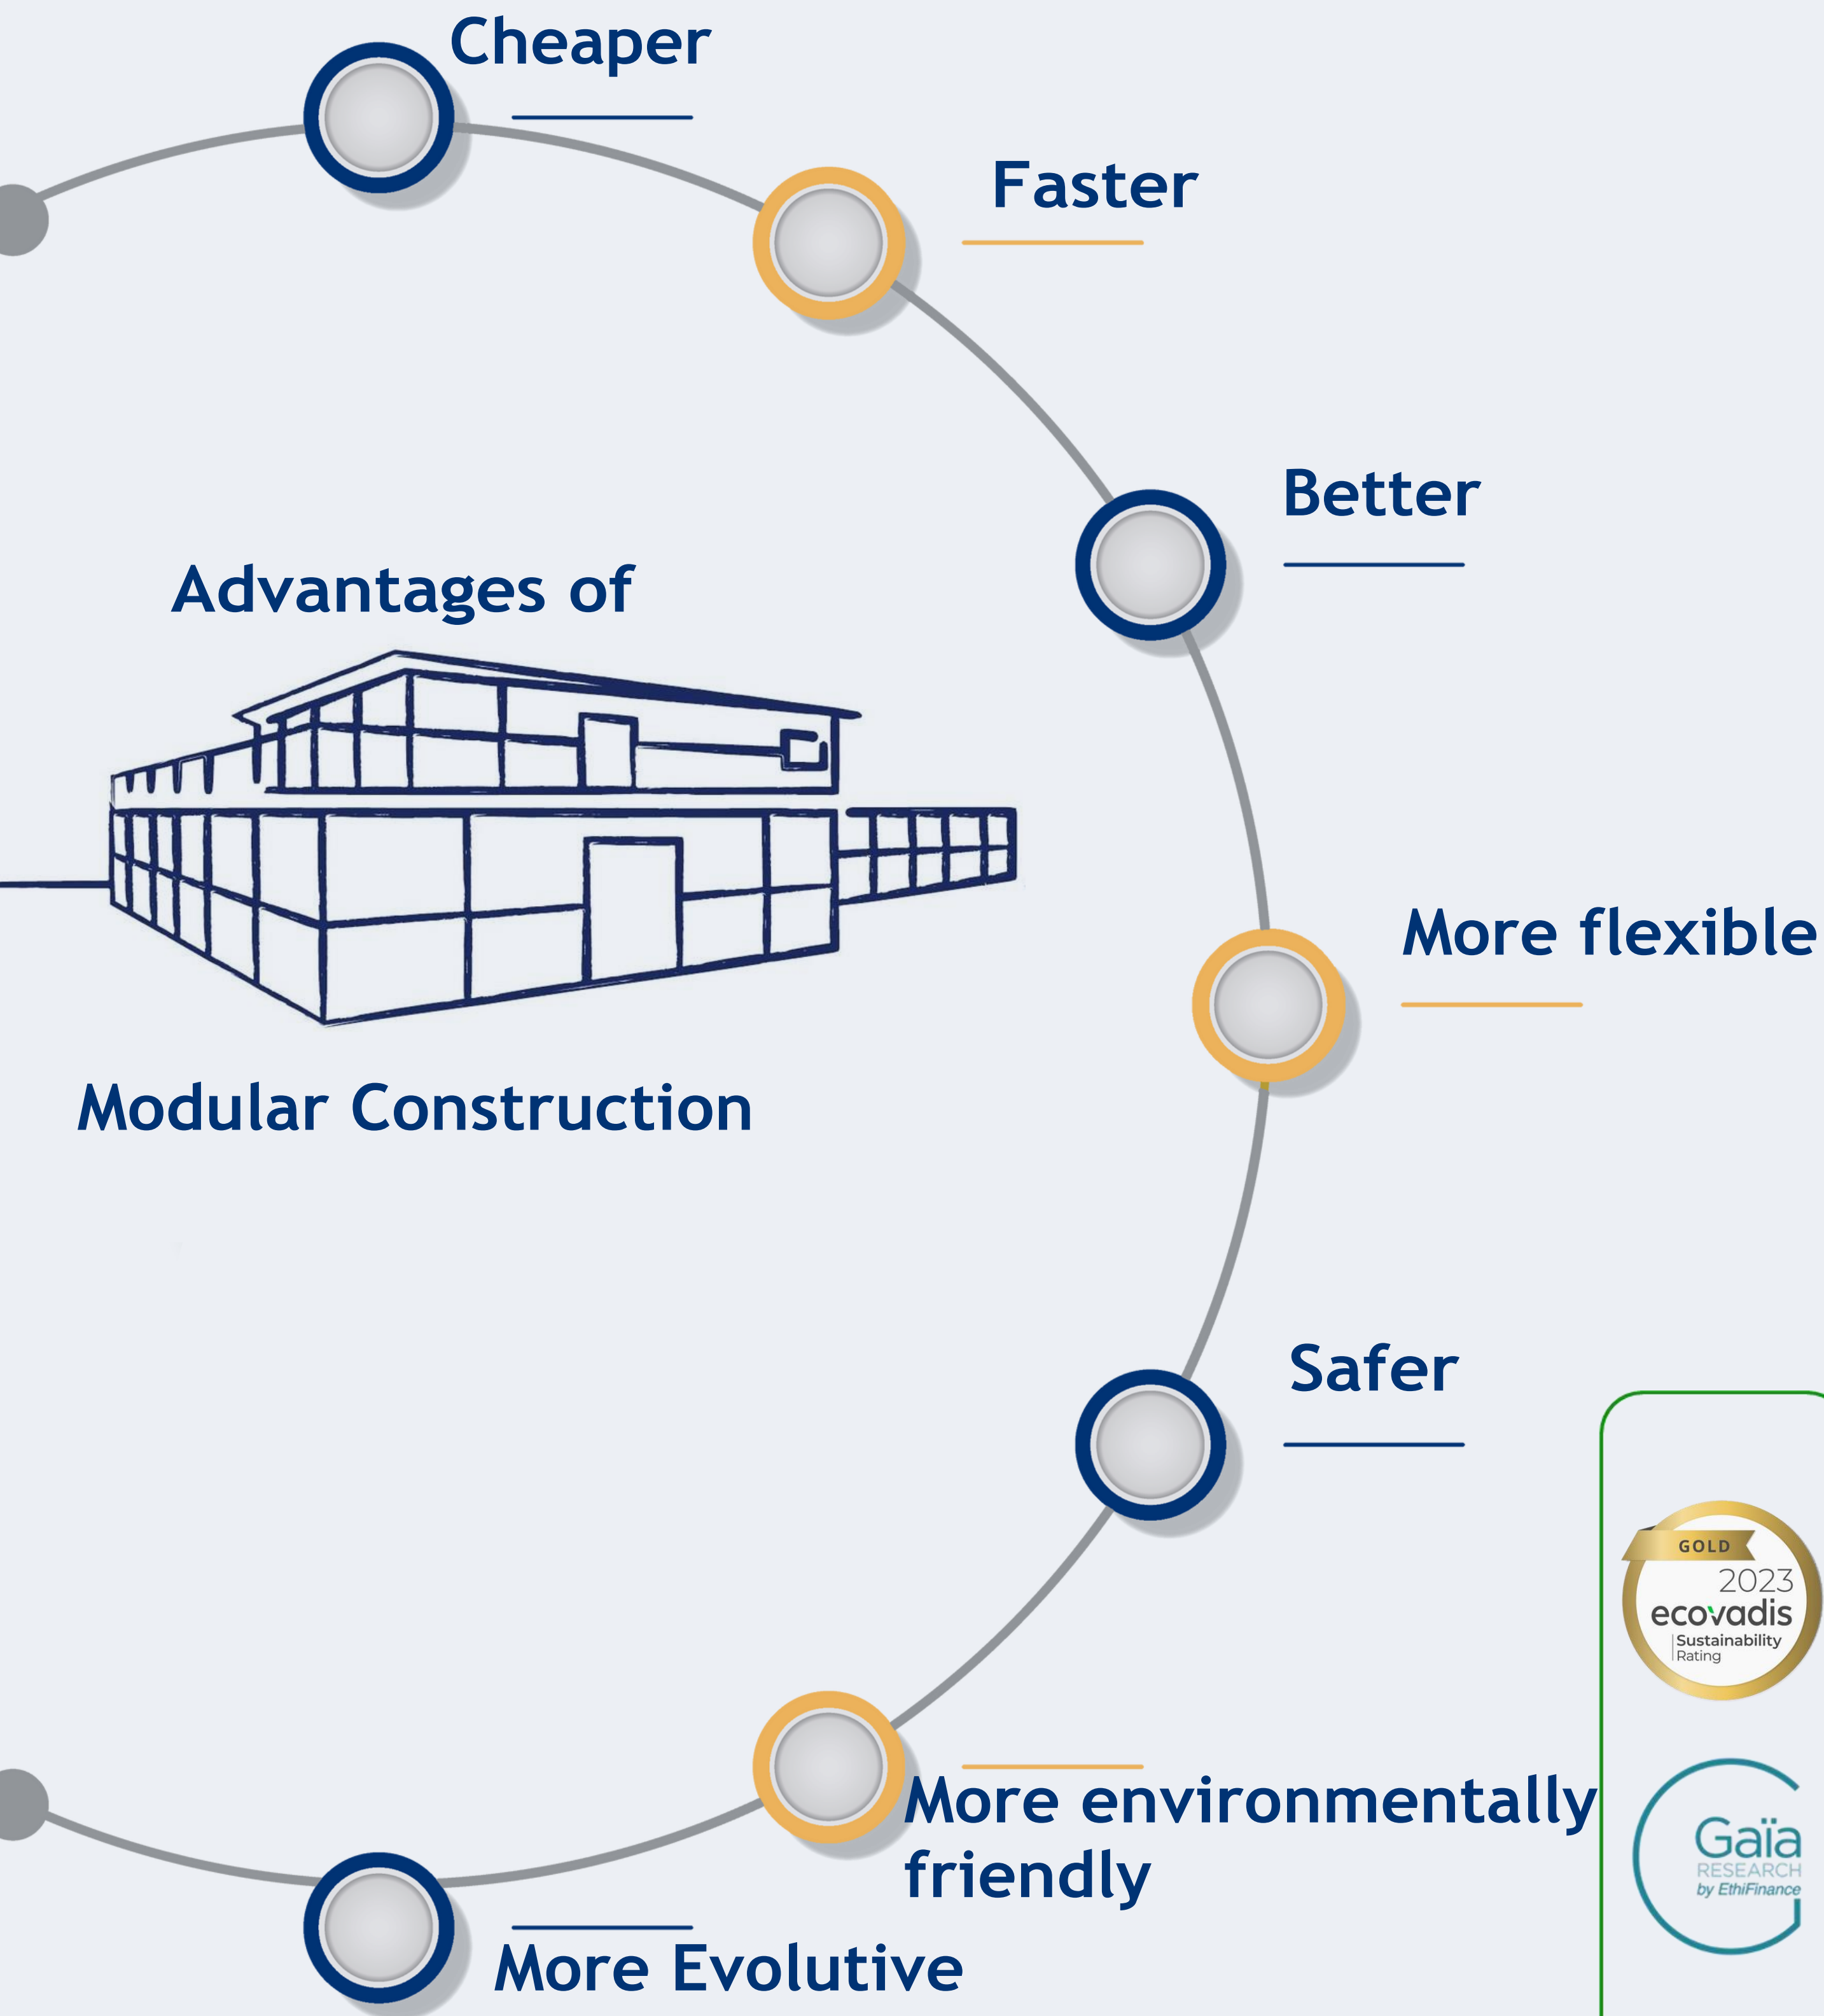 Cheaper
Faster
Better
Advantages of
Modular Construction
More flexible
Safer
GOLD
2023
ecovadis
Sustainability
Rating
More environmentally
friendly
Gaïa
RESEARCH
by EthiFinance
More Evolutive